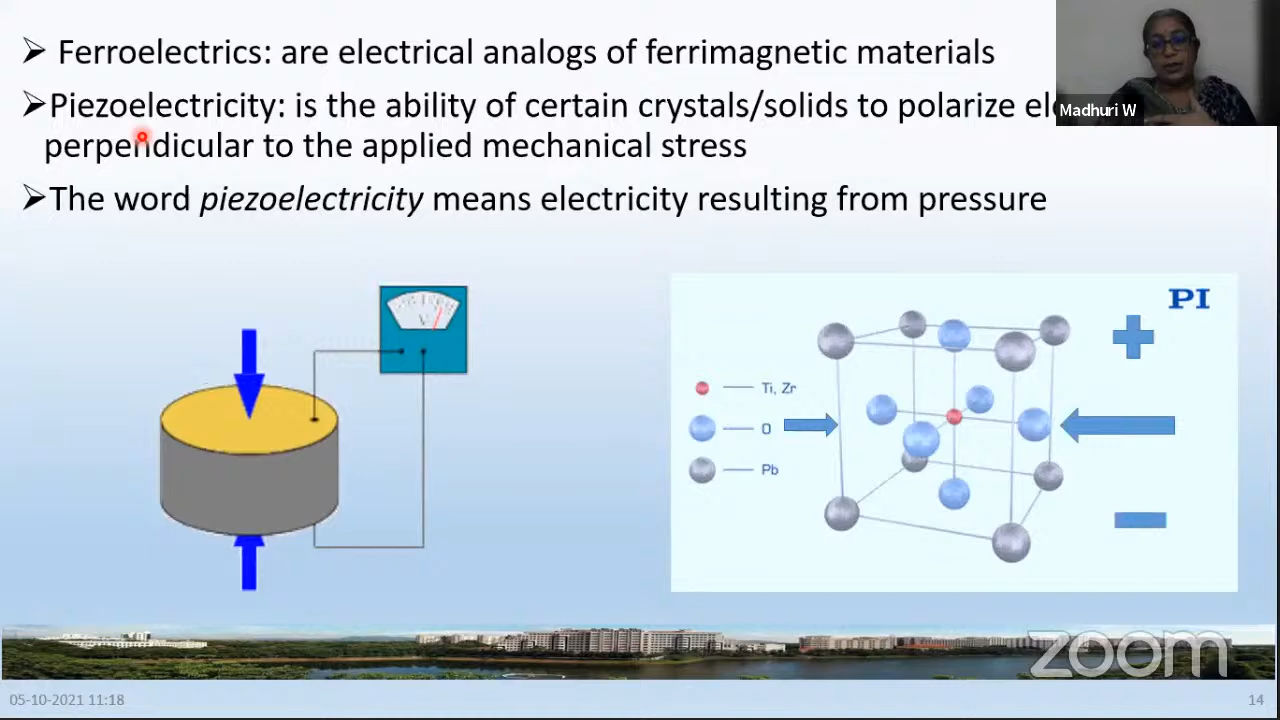 ➢ Ferroelectrics: are electrical analogs of ferrimagnetic materials
➢Piezoelectricity: is the ability of certain crystals/solids to polarize
perpendicular to the applied mechanical stress
➢The word piezoelectricity means electricity resulting from pressure
Madhuri W
V
PI
Ti, Zr
O
Pb
zoom
05-10-2021 11:18
14